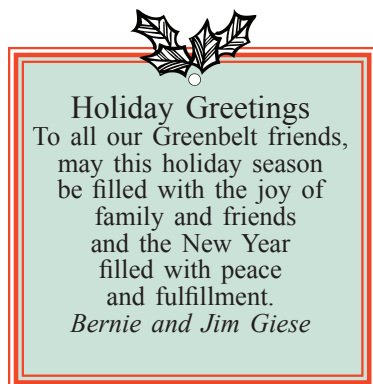 Holiday Greetings
To all our Greenbelt friends,
may this holiday season
be filled with the joy of
family and friends
and the New Year
filled with peace
and fulfillment.
Bernie and Jim Giese